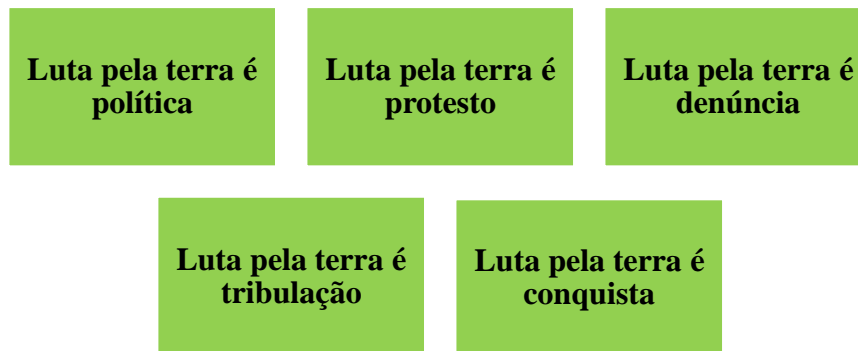 Luta pela terra é
política
Luta pela terra é
protesto
Luta pela terra é
denúncia
Luta pela terra é
tribulação
Luta pela terra é
conquista